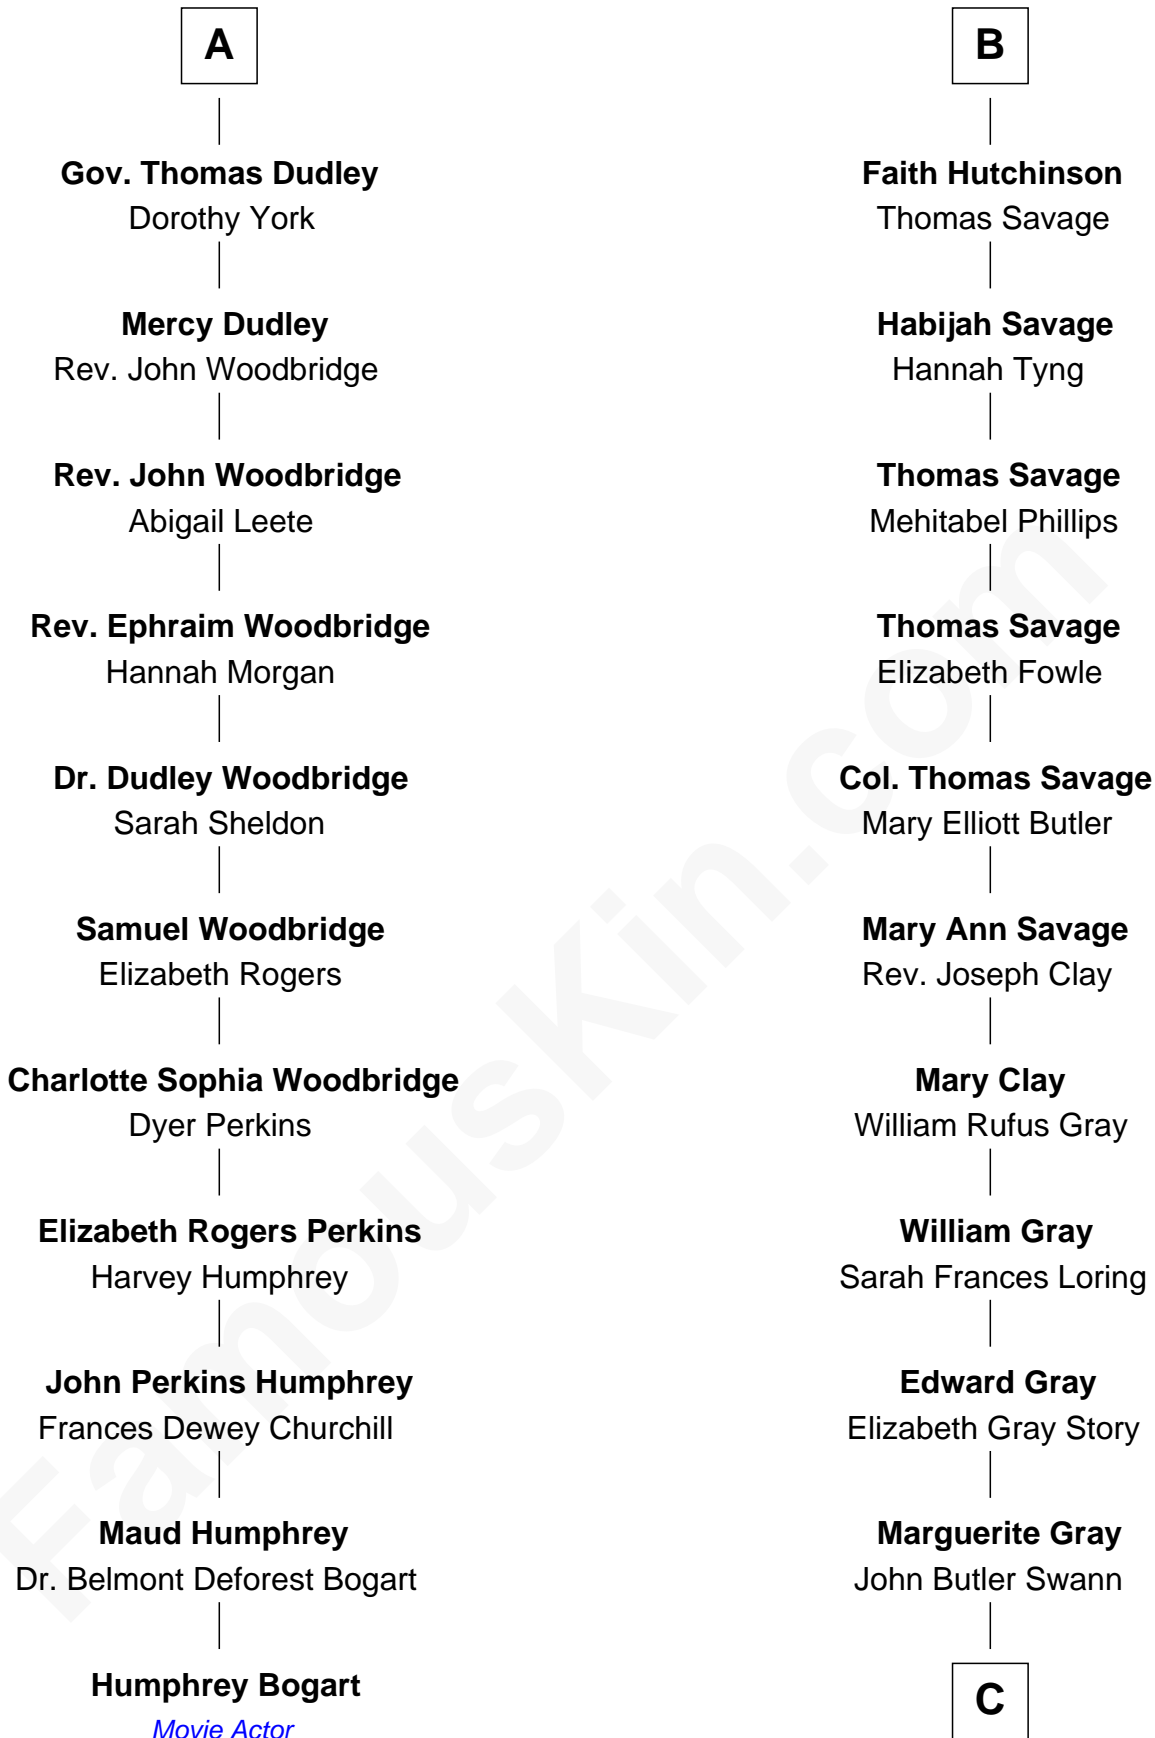 A
Gov. Thomas Dudley
Dorothy York
Mercy Dudley
Rev. John Woodbridge
Rev. John Woodbridge
Abigail Leete
Rev. Ephraim Woodbridge
Hannah Morgan
Dr. Dudley Woodbridge
Sarah Sheldon
Samuel Woodbridge
Elizabeth Rogers
Charlotte Sophia Woodbridge
Dyer Perkins
Elizabeth Rogers Perkins
Harvey Humphrey
John Perkins Humphrey
Frances Dewey Churchill
Maud Humphrey
Dr. Belmont Deforest Bogart
Humphrey Bogart
Movie Actor
B
Faith Hutchinson
Thomas Savage
Habijah Savage
Hannah Tyng
Thomas Savage
Mehitabel Phillips
Thomas Savage
Elizabeth Fowle
Col. Thomas Savage
Mary Elliott Butler
Mary Ann Savage
Rev. Joseph Clay
Mary Clay
William Rufus Gray
William Gray
Sarah Frances Loring
Edward Gray
Elizabeth Gray Story
Marguerite Gray
John Butler Swann
C
FamousKin.com